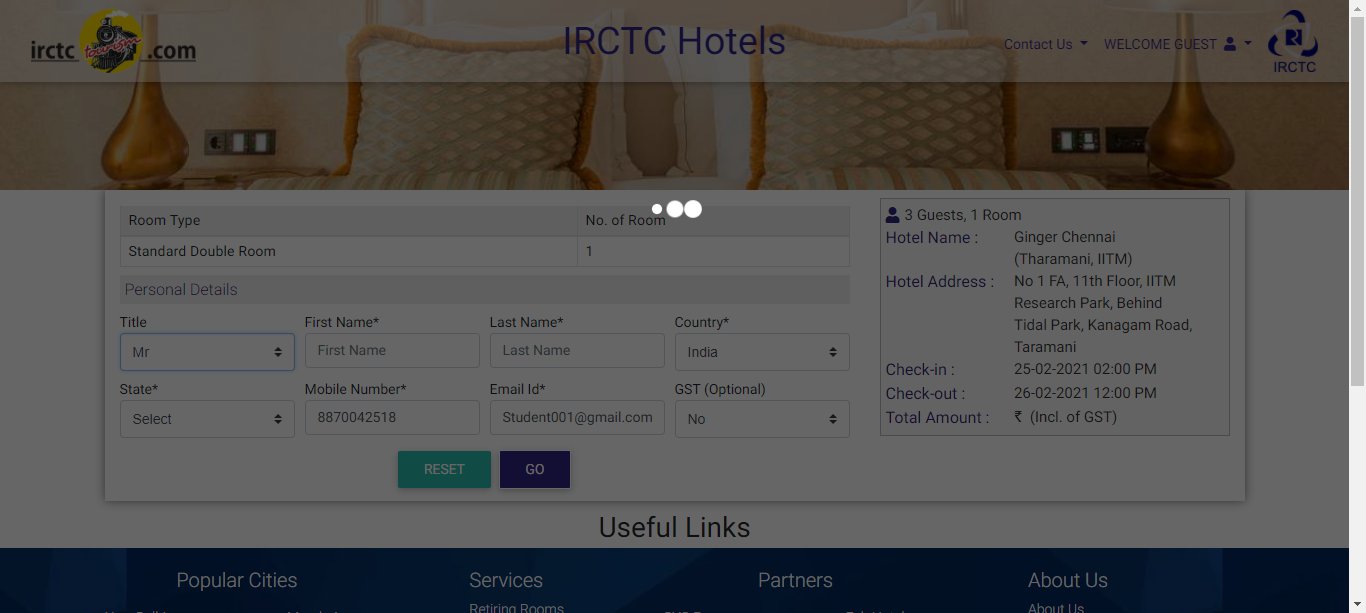 irctc tourism .com
IRCTC Hotels
Contact Us
WELCOME GUEST
IRCTC
Room Type No. of Room
Standard Double Room 1
Personal Details
Title First Name* Last Name* Country*
Mr First Name Last Name India
State* Mobile Number* Email Id* GST (Optional)
Select 8870042518 Student001@gmail.com No
RESET GO
3 Guests, 1 Room
Hotel Name : Ginger Chennai
(Tharamani, IITM)
Hotel Address : No 1 FA, 11th Floor, IITM
Research Park, Behind
Tidal Park, Kanagam Road,
Taramani
Check-in : 25-02-2021 02:00 PM
Check-out : 26-02-2021 12:00 PM
Total Amount : ₹ (Incl. of GST)
Useful Links
Popular Cities Services Partners About Us
Retiring Rooms About Us